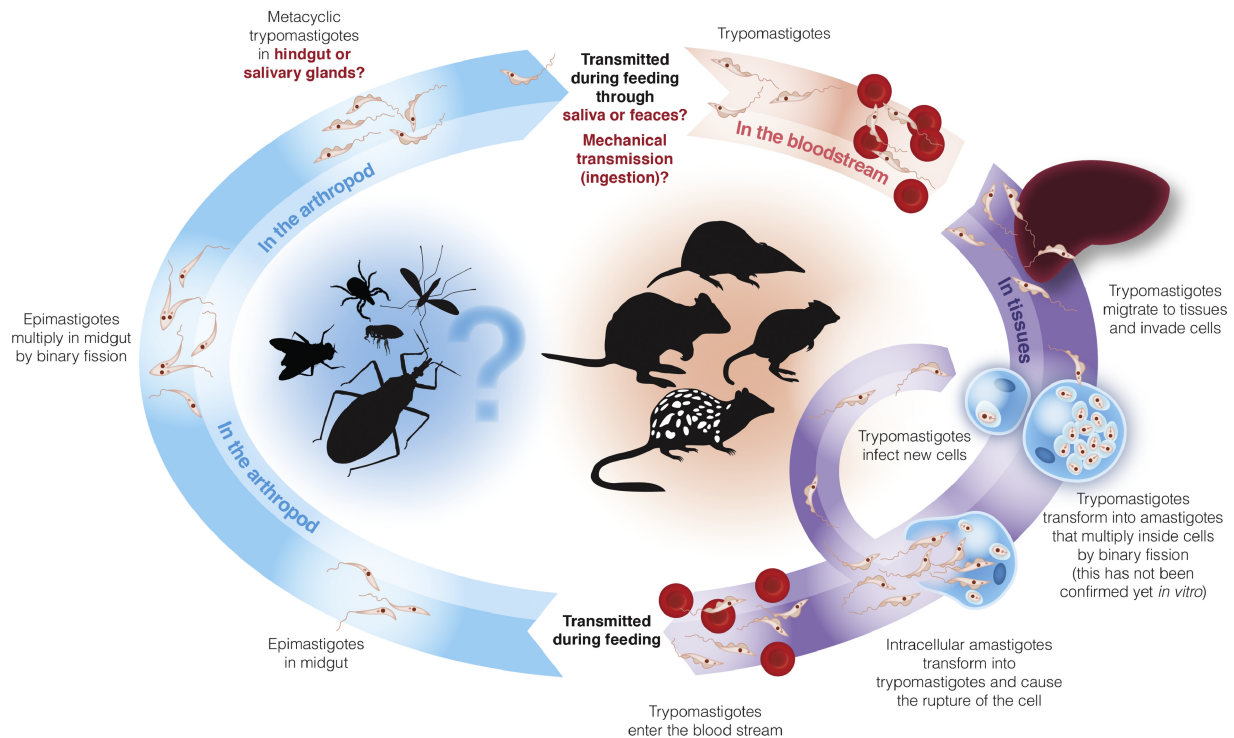 Metacyclic
trypomastigotes
in hindgut or
salivary glands?
Transmitted
during feeding
through
saliva or feaces?
Mechanical
transmission
(ingestion)?
Trypomastigotes
In the bloodstream
In the arthropod
In tissues
Trypomastigotes
migrate to tissues
and invade cells
Epimastigotes
multiply in midgut
by binary fission
?
Trypomastigotes
infect new cells
In the arthropod
Trypomastigotes
transform into amastigotes
that multiply inside cells
by binary fission
(this has not been
confirmed yet in vitro)
Epimastigotes
in midgut
Transmitted
during feeding
Intracellular amastigotes
transform into
trypomastigotes and cause
the rupture of the cell
Trypomastigotes
enter the blood stream